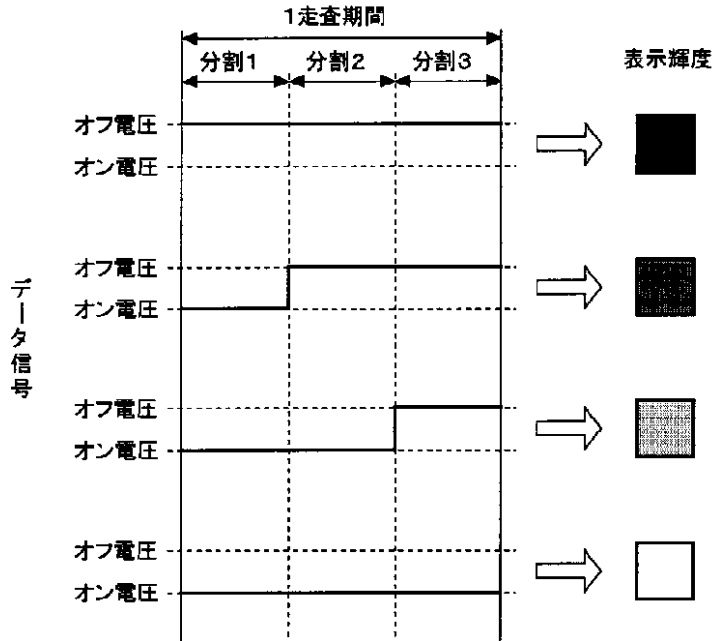 1走査期間
分割1 分割2 分割3
表示輝度
オフ電圧
オン電圧
オフ電圧
オン電圧
データ信号
オフ電圧
オン電圧
オフ電圧
オン電圧